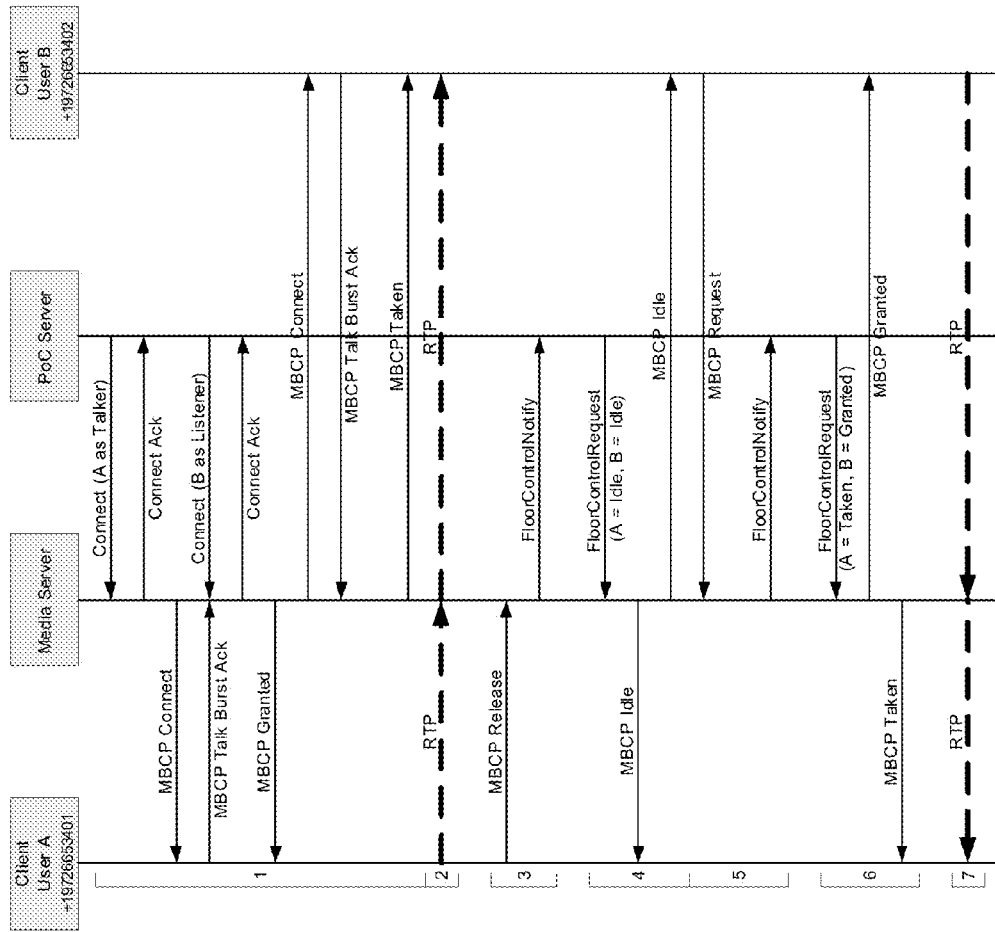 Client
User A
+19726653401
Media Server
PoC Server
Client
User B
+19726653402
1
Connect (A as Talker)
Connect Ack
MBCP Connect
MBCP Talk Burst Ack
Connect (B as Listener)
Connect Ack
MBCP Granted
MBCP Connect
MBCP Talk Burst Ack
MBCP Taken
2
RTP
RTP
3
MBCP Release
FloorControlNotify
4
FloorControlRequest
(A = Idle, B = Idle)
MBCP Idle
MBCP Idle
5
MBCP Request
FloorControlNotify
6
FloorControlRequest
(A = Taken, B = Granted )
MBCP Granted
MBCP Taken
7
RTP
RTP